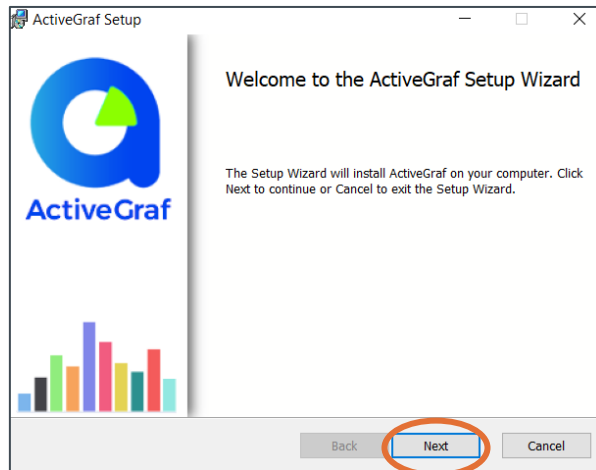 ActiveGraf Setup
Welcome to the ActiveGraf Setup Wizard
The Setup Wizard will install ActiveGraf on your computer. Click
Next to continue or Cancel to exit the Setup Wizard.
ActiveGraf
Back Next Cancel